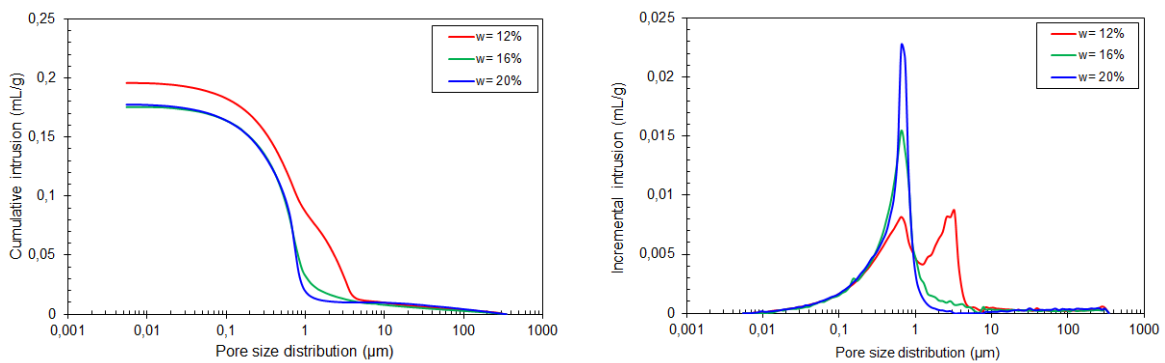 0,25
0,2
0,15
0,1
0,05
0
Cumulative intrusion (mL/g)
w= 12%
w= 16%
w= 20%
0,001 0,01 0,1 1 10 100 1000
Pore size distribution (µm)
0,025
0,02
0,015
0,01
0,005
0
Incremental intrusion (mL/g)
w= 12%
w= 16%
w= 20%
0,001 0,01 0,1 1 10 100 1000
Pore size distribution (µm)